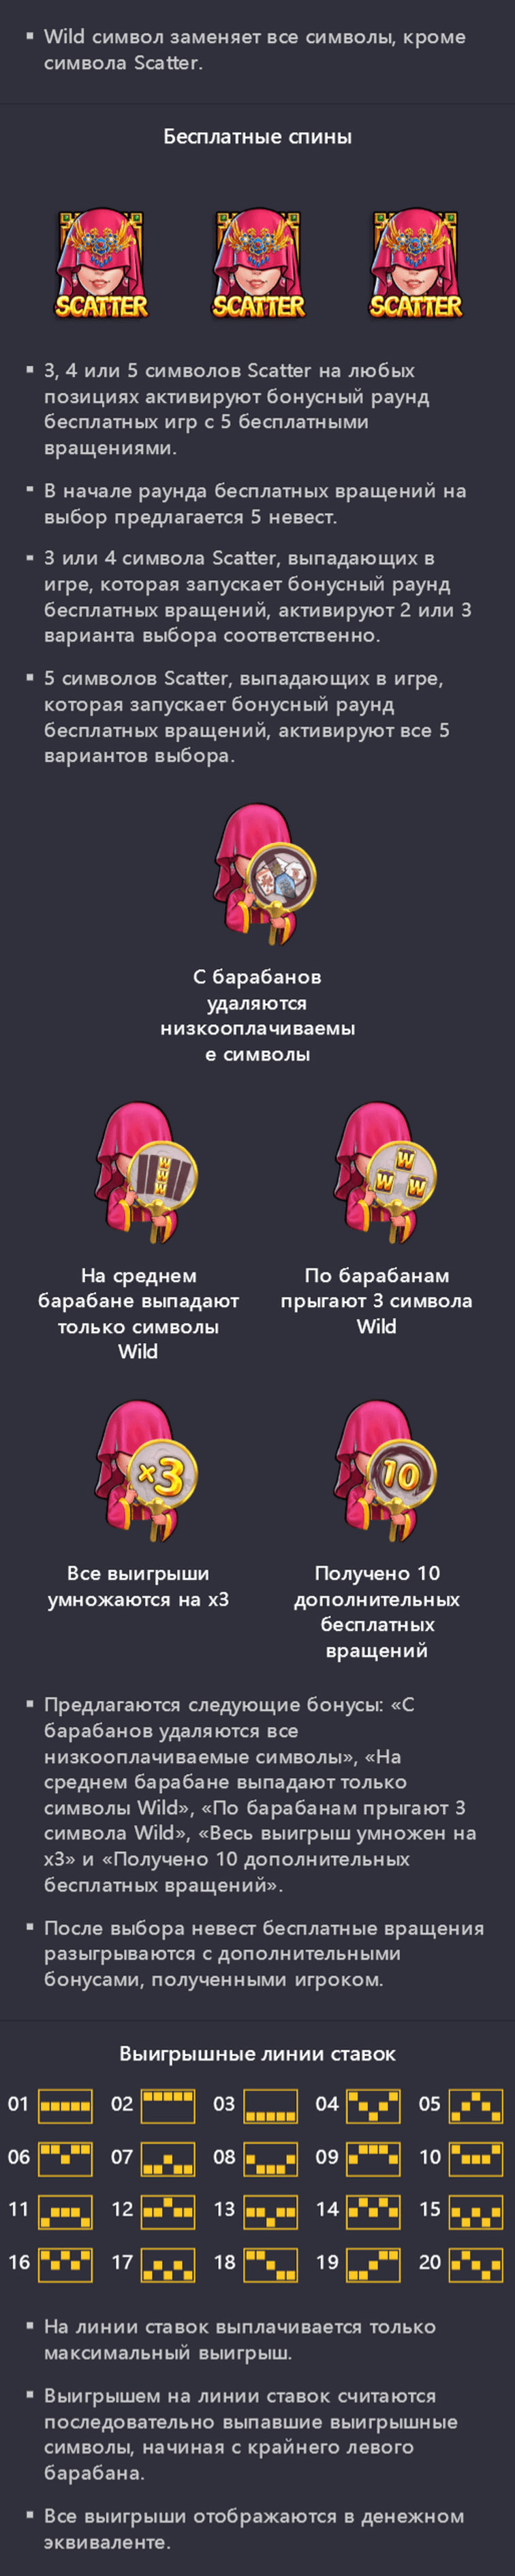 Wild символ заменяет все символы, кроме
символа Scatter.
Бесплатные спины
SCATTER SCATTER SCATTER
3, 4 или 5 символов Scatter на любых
позициях активируют бонусный раунд
бесплатных игр с 5 бесплатными
вращениями.
В начале раунда бесплатных вращений на
выбор предлагается 5 невест.
3 или 4 символа Scatter, выпадающих в
игре, которая запускает бонусный раунд
бесплатных вращений, активируют 2 или 3
варианта выбора соответственно.
5 символов Scatter, выпадающих в игре,
которая запускает бонусный раунд
бесплатных вращений, активируют все 5
вариантов выбора.
С барабанов
удаляются
низкооплачиваемы
е символы
W
W
W
W
W W
На среднем
барабане выпадают
только символы
Wild
По барабанам
прыгают 3 символа
Wild
x3
10
Все выигрыши
умножаются на x3
Получено 10
дополнительных
бесплатных
вращений
Предлагаются следующие бонусы: «С
барабанов удаляются все
низкооплачиваемые символы», «На
среднем барабане выпадают только
символы Wild», «По барабанам прыгают 3
символа Wild», «Весь выигрыш умножен на
x3» и «Получено 10 дополнительных
бесплатных вращений».
После выбора невест бесплатные вращения
разыгрываются с дополнительными
бонусами, полученными игроком.
Выигрышные линии ставок
01 02 03 04 05
06 07 08 09 10
11 12 13 14 15
16 17 18 19 20
На линии ставок выплачивается только
максимальный выигрыш.
Выигрышем на линии ставок считаются
последовательно выпавшие выигрышные
символы, начиная с крайнего левого
барабана.
Все выигрыши отображаются в денежном
эквиваленте.